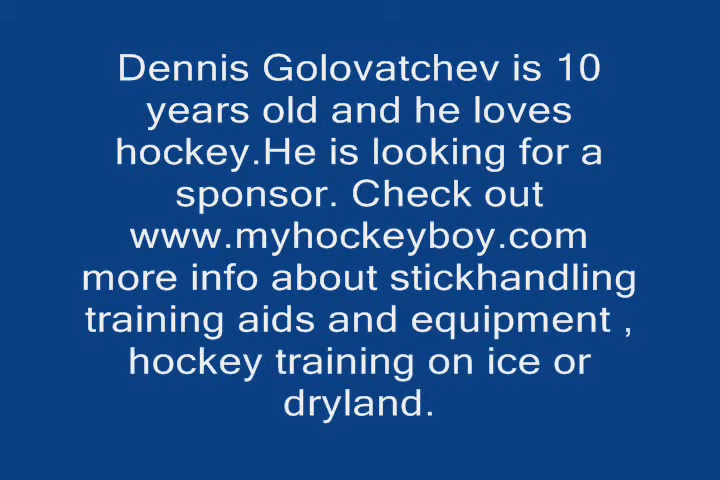 Dennis Golovatchev is 10
years old and he loves
hockey.He is looking for a
sponsor. Check out
www.myhockeyboy.com
more info about stickhandling
training aids and equipment ,
hockey training on ice or
dryland.